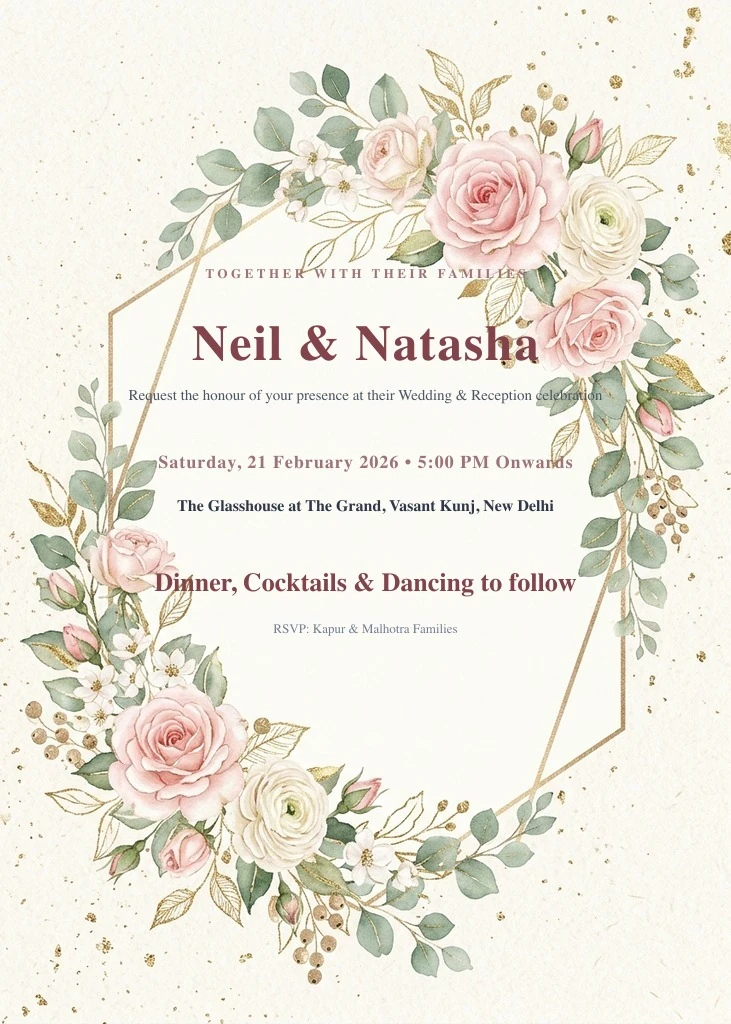 TOGETHER WITH THEIR FAMILIES
Neil & Natasha
Request the honour of your presence at their Wedding & Reception celebration
Saturday, 21 February 2026 • 5:00 PM Onwards
The Glasshouse at The Grand, Vasant Kunj, New Delhi
Dinner, Cocktails & Dancing to follow
RSVP: Kapur & Malhotra Families